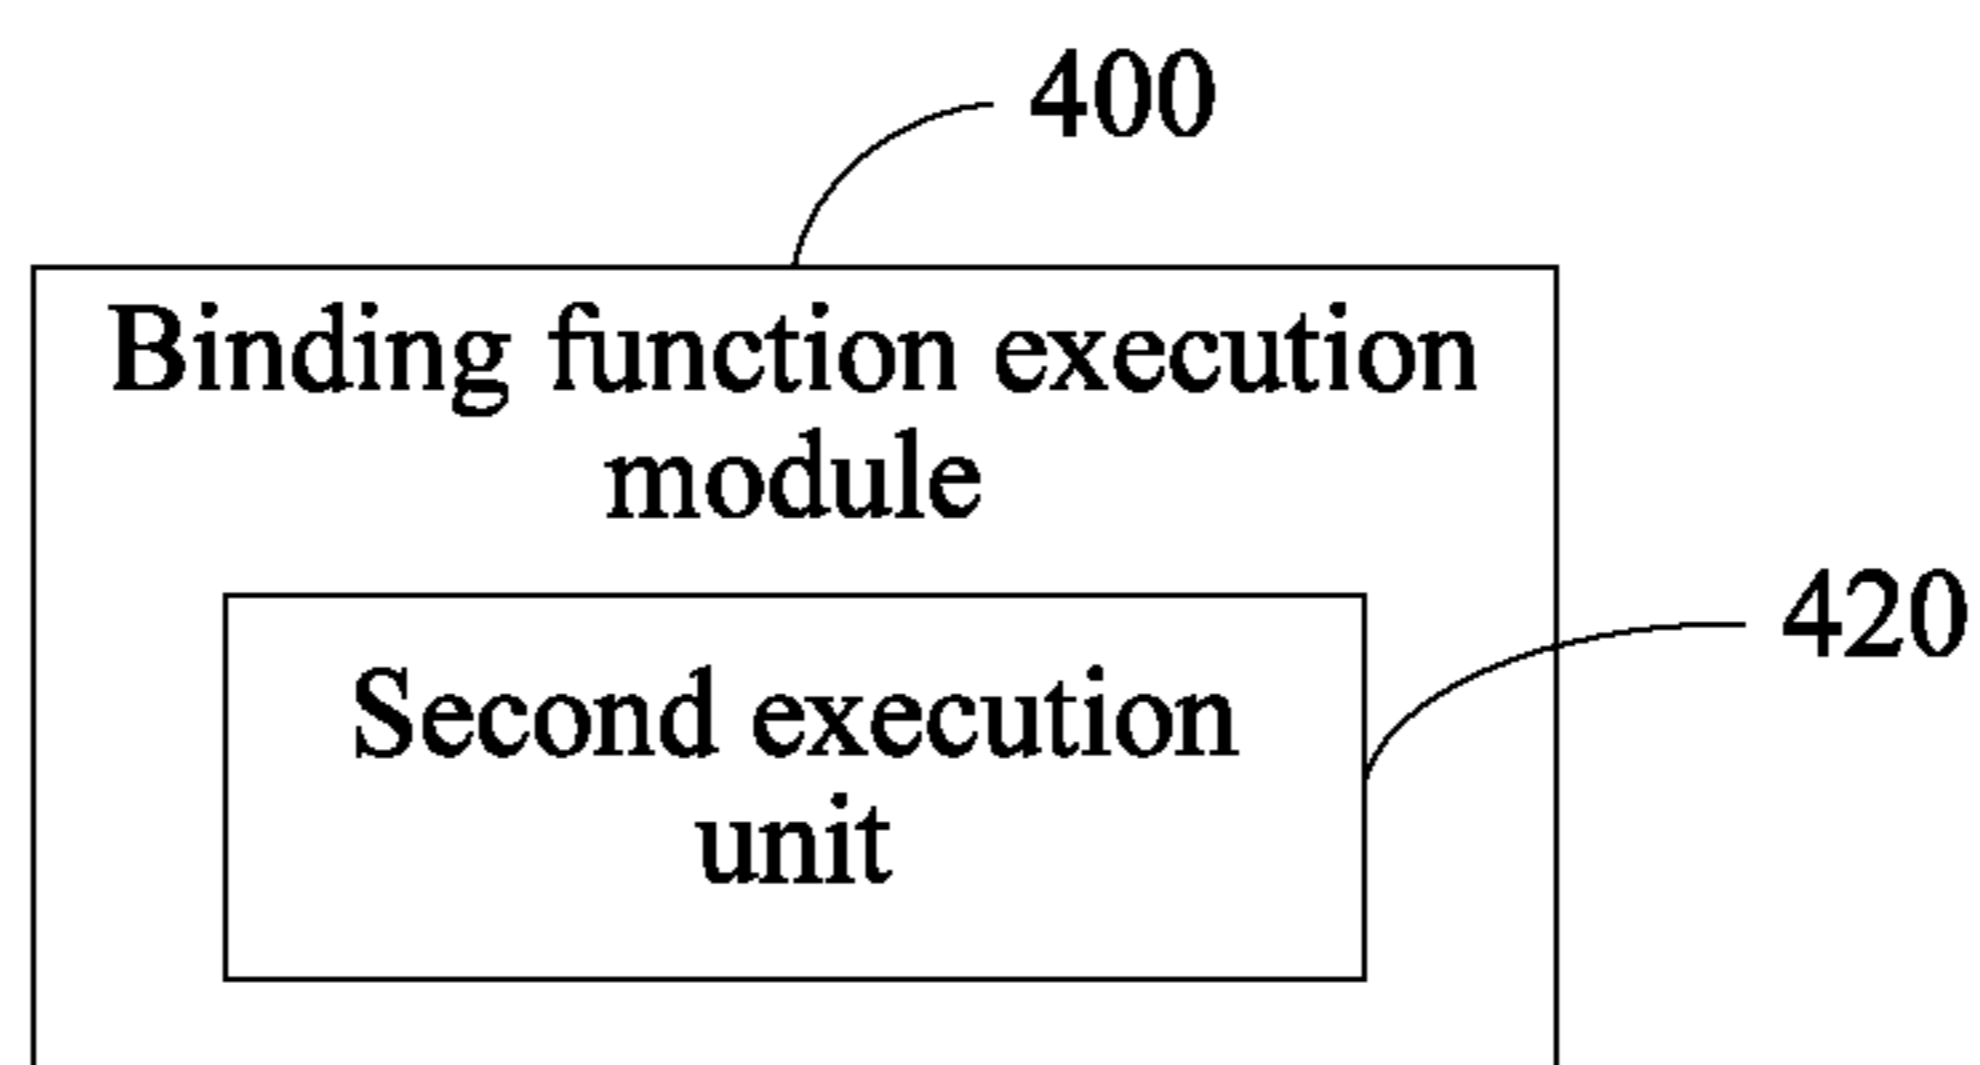 400
Binding function execution
module
420
Second execution
unit